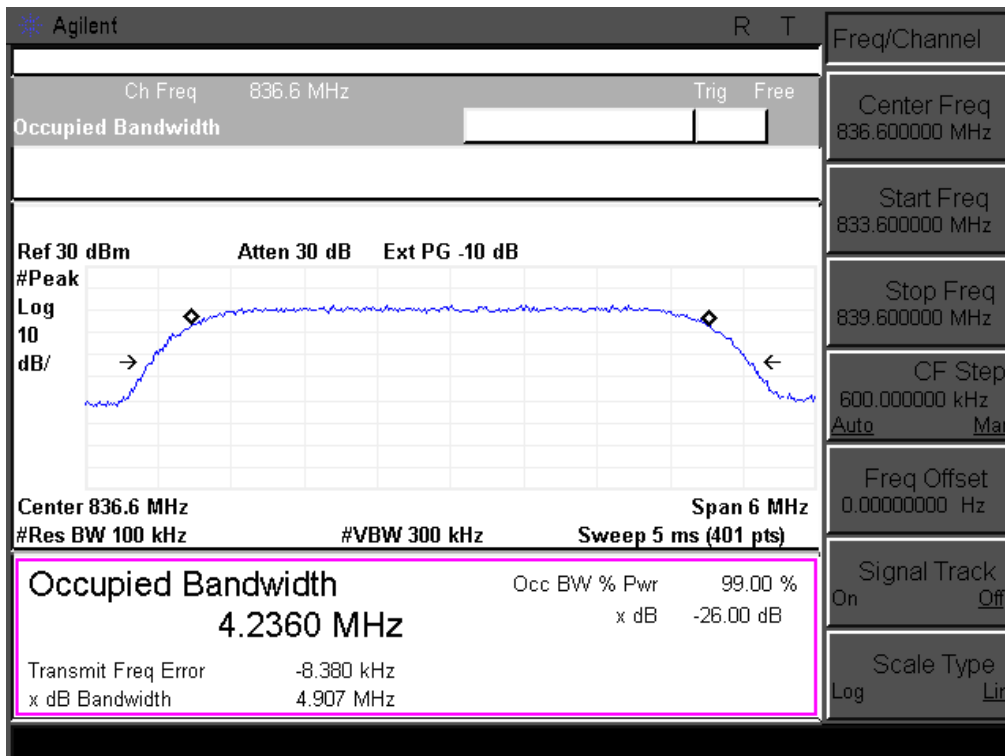 Agilent R T
Ch Freq 836.6 MHz Trig Free
Occupied Bandwidth
Ref 30 dBm Atten 30 dB Ext PG -10 dB
#Peak
Log
10
dB/
Center 836.6 MHz Span 6 MHz
#Res BW 100 kHz #VBW 300 kHz Sweep 5 ms (401 pts)
Occupied Bandwidth Occ BW % Pwr 99.00 %
4.2360 MHz x dB -26.00 dB
Transmit Freq Error -8.380 kHz
x dB Bandwidth 4.907 MHz
Freq/Channel
Center Freq
836.600000 MHz
Start Freq
833.600000 MHz
Stop Freq
839.600000 MHz
CF Step
600.000000 kHz
Auto Man
Freq Offset
0.00000000 Hz
Signal Track
On Off
Scale Type
Log Lin